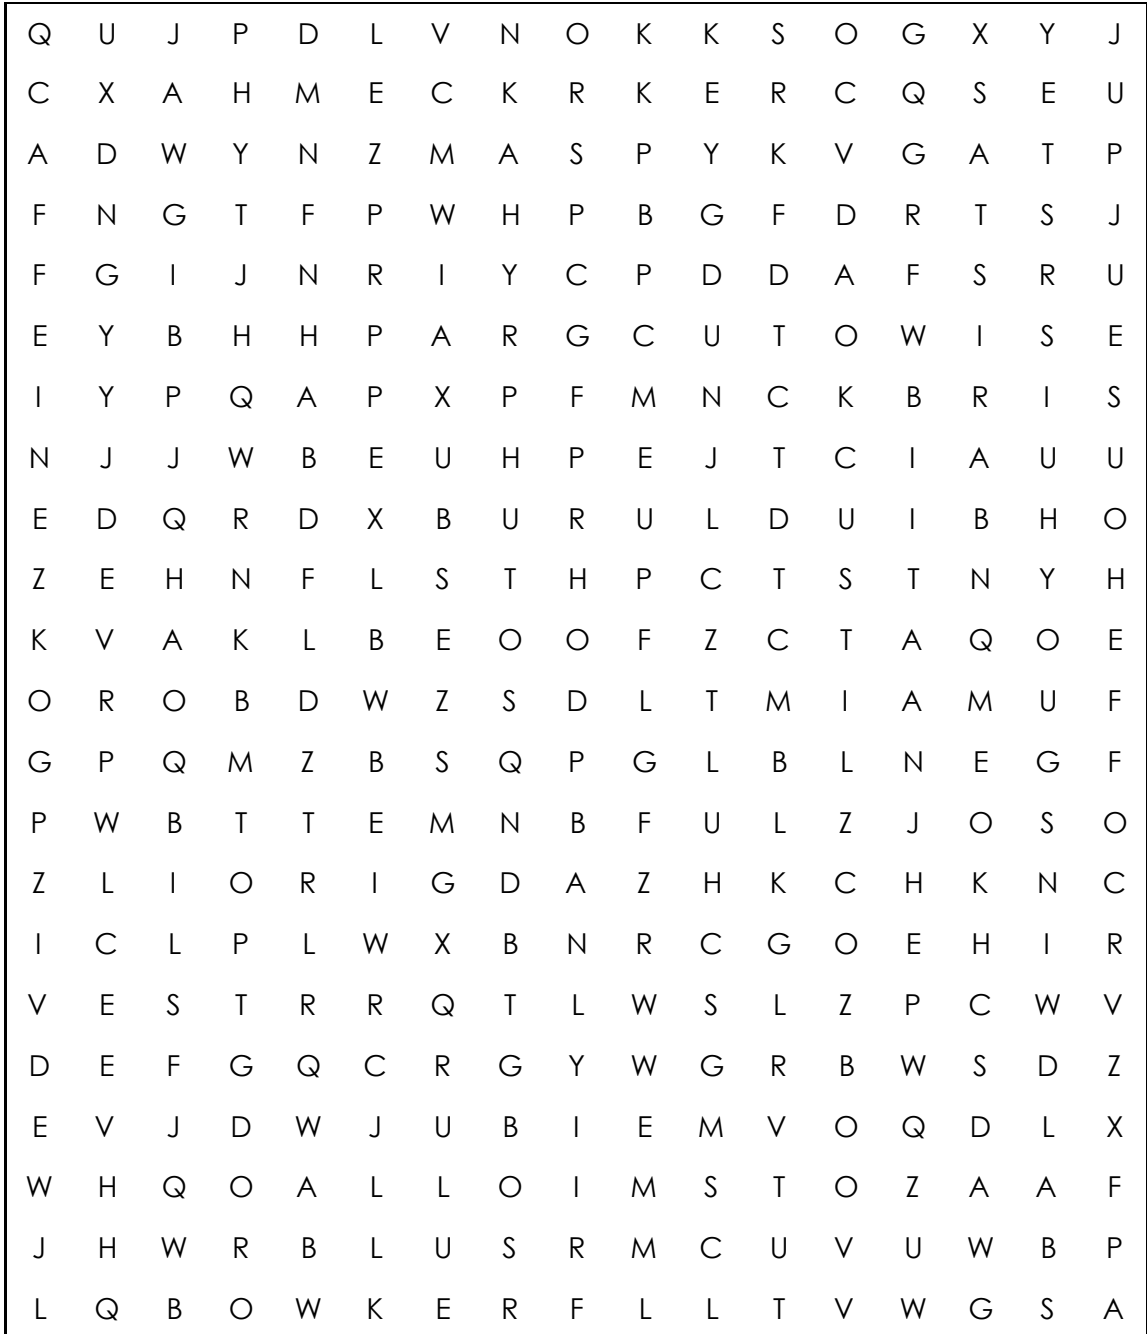 Q U J P D L V N O K K S O G X Y J
C X A H M E C K R K E R C Q S E U
A D W Y N Z M A S P Y K V G A T P
F N G T F P W H P B G F D R T S J
F G I J N R I Y C P D D A F S R U
E Y B H H P A R G C U T O W I S E
I Y P Q A P X P F M N C K B R I S
N J J W B E U H P E J T C I A U U
E D Q R D X B U R U L D U I B H O
Z E H N F L S T H P C T S T N Y H
K V A K L B E O O F Z C T A Q O E
O R O B D W Z S D L T M I A M U F
G P Q M Z B S Q P G L B L N E G F
P W B T T E M N B F U L Z J O S O
Z L I O R I G D A Z H K C H K N C
I C L P L W X B N R C G O E H I R
V E S T R R Q T L W S L Z P C W V
D E F G Q C R G Y W G R B W S D Z
E V J D W J U B I E M V O Q D L X
W H Q O A L L O I M S T O Z A A F
J H W R B L U S R M C U V U W B P
L Q B O W K E R F L L T V W G S A